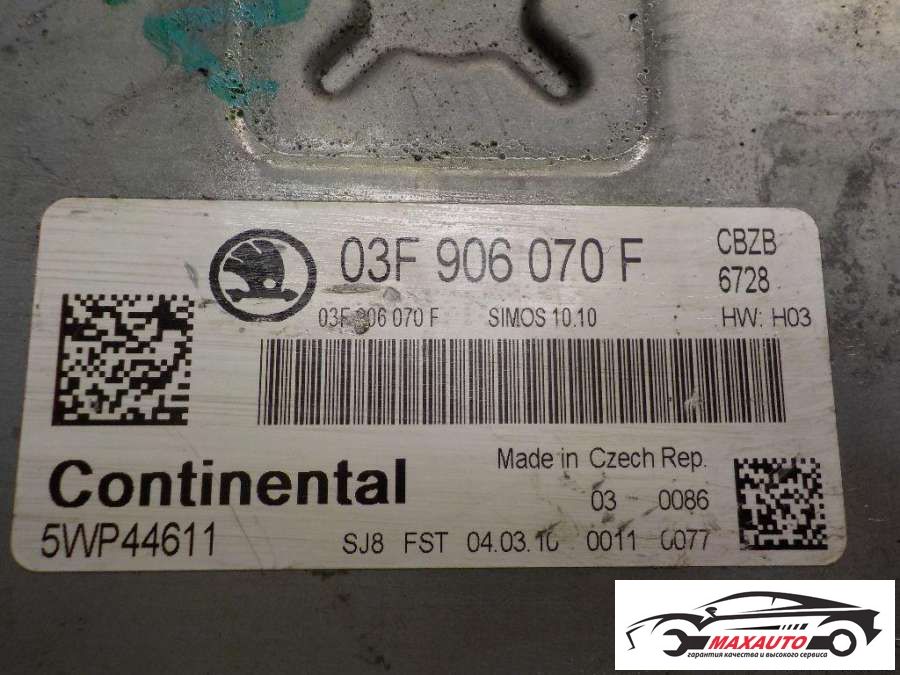 03F 906 070 F
CBZB
6728
03F 906 070 F SIMOS 10.10 HW: H03
Made in Czech Rep.
Continental
03 0086
5WP44611
SJ8 FST 04.03.10 0011 0077
MAXAUTO
гарантия качества и высокого сервиса